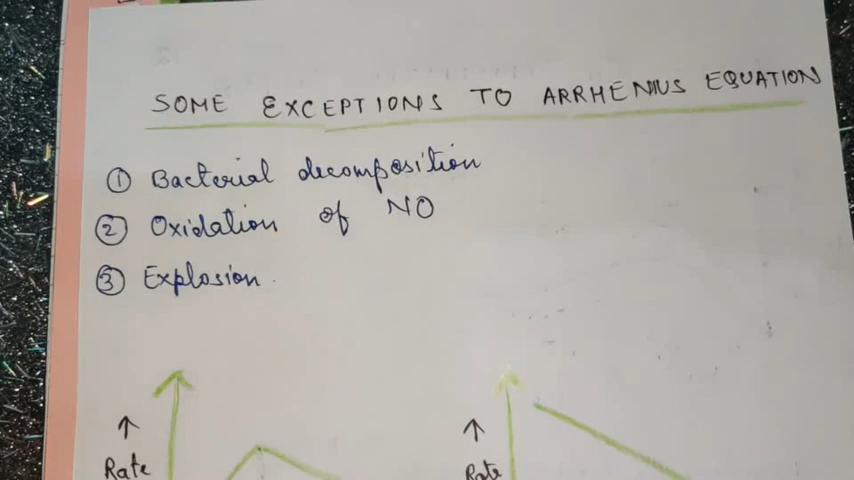 SOME EXCEPTIONS TO ARRHENIUS EQUATION
① Bacterial decomposition
② Oxidation of NO
③ Explosion.
↑ ↑
Rate Rate